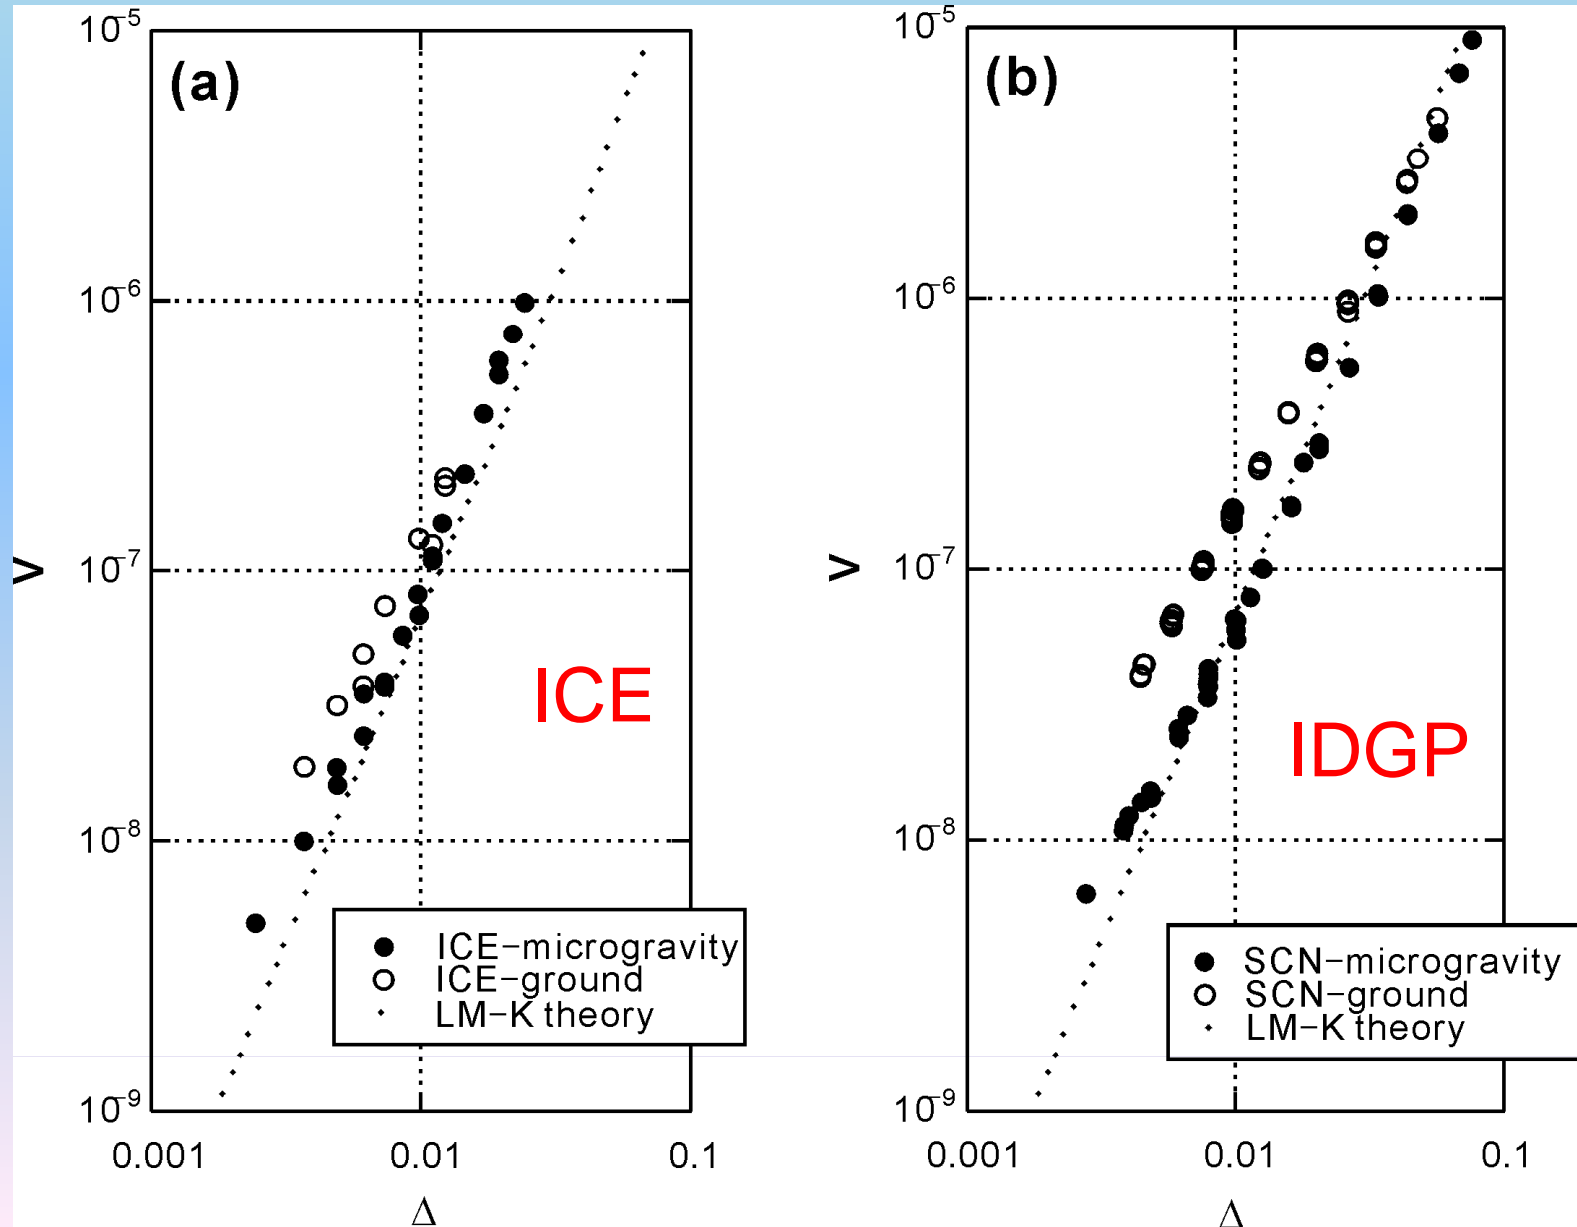 (a)
10⁻⁵
10⁻⁶
10⁻⁷
10⁻⁸
10⁻⁹
V
ICE
ICE-microgravity
ICE-ground
LM-K theory
0.001
0.01
0.1
Δ
(b)
10⁻⁵
10⁻⁶
10⁻⁷
10⁻⁸
10⁻⁹
V
IDGP
SCN-microgravity
SCN-ground
LM-K theory
0.001
0.01
0.1
Δ